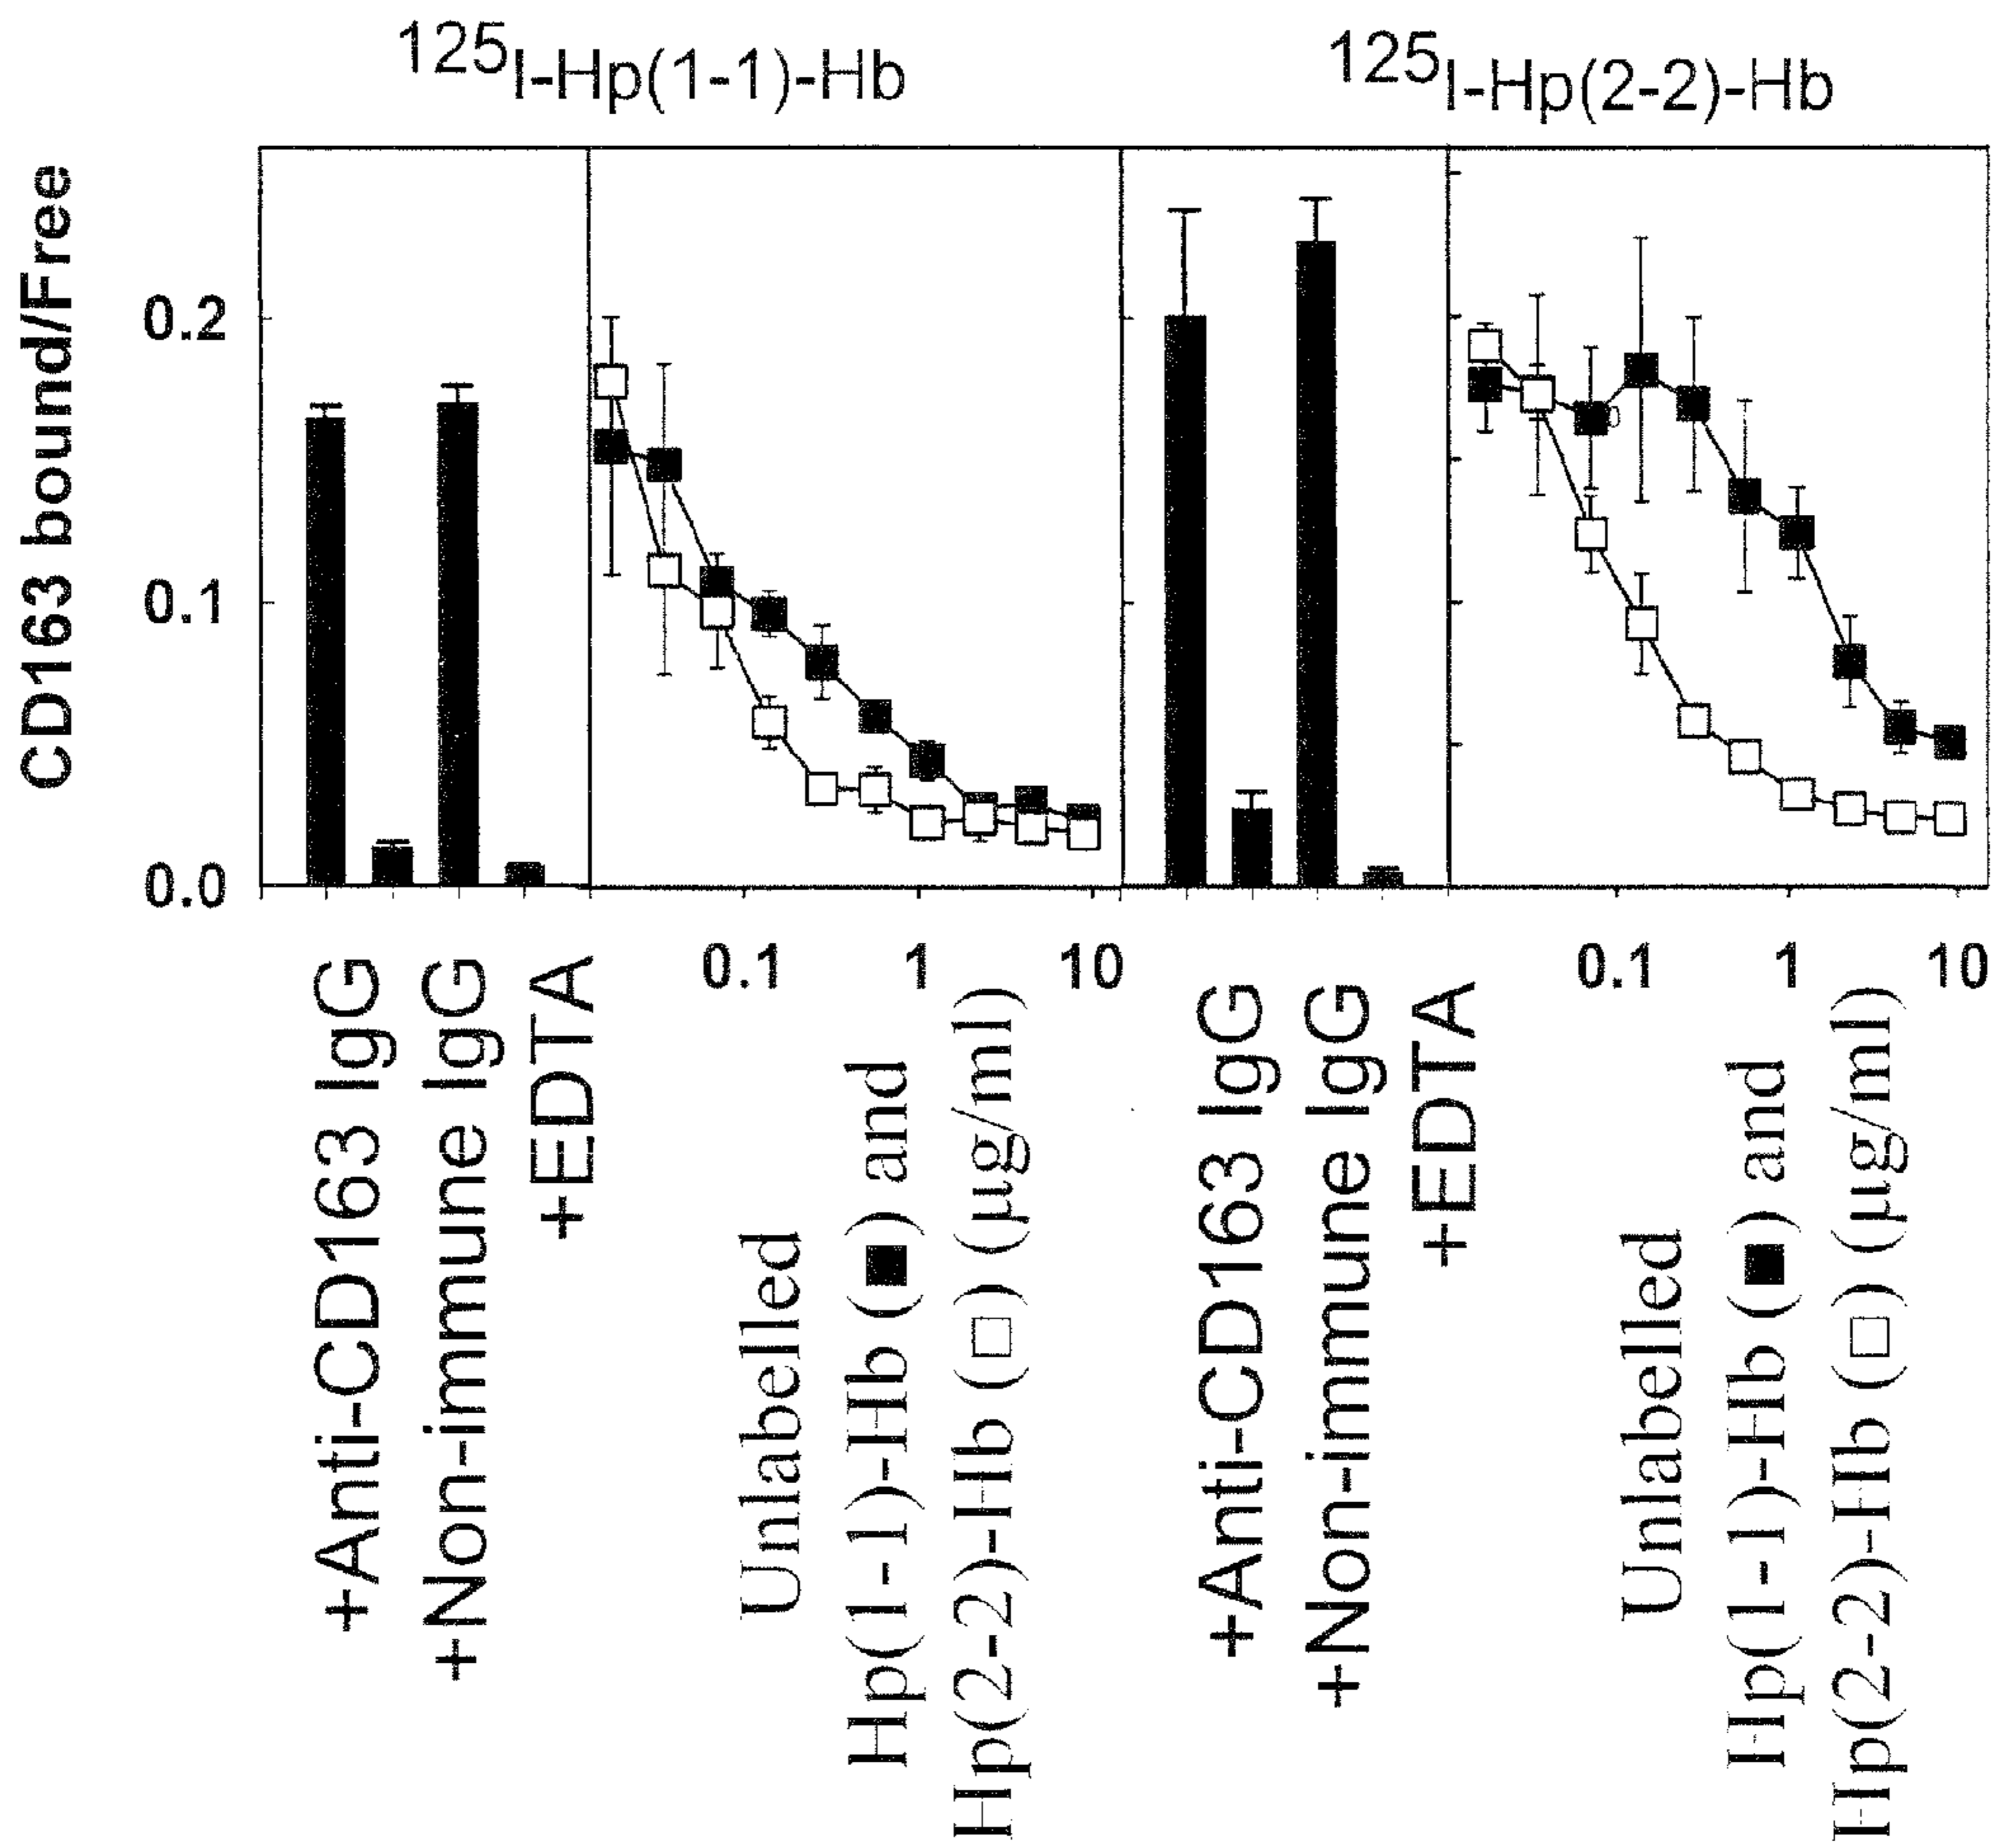 125I-Hp(1-1)-Hb
125I-Hp(2-2)-Hb
CD163 bound/Free
0.2
0.1
0.0
+Anti-CD163 IgG
+Non-immune IgG
+EDTA
0.1 1 10
Unlabelled
Hp(1-1)-Hb (■) and
Hp(2-2)-Hb (□) (µg/ml)
+Anti-CD163 IgG
+Non-immune IgG
+EDTA
0.1 1 10
Unlabelled
Hp(1-1)-Hb (■) and
Hp(2-2)-Hb (□) (µg/ml)